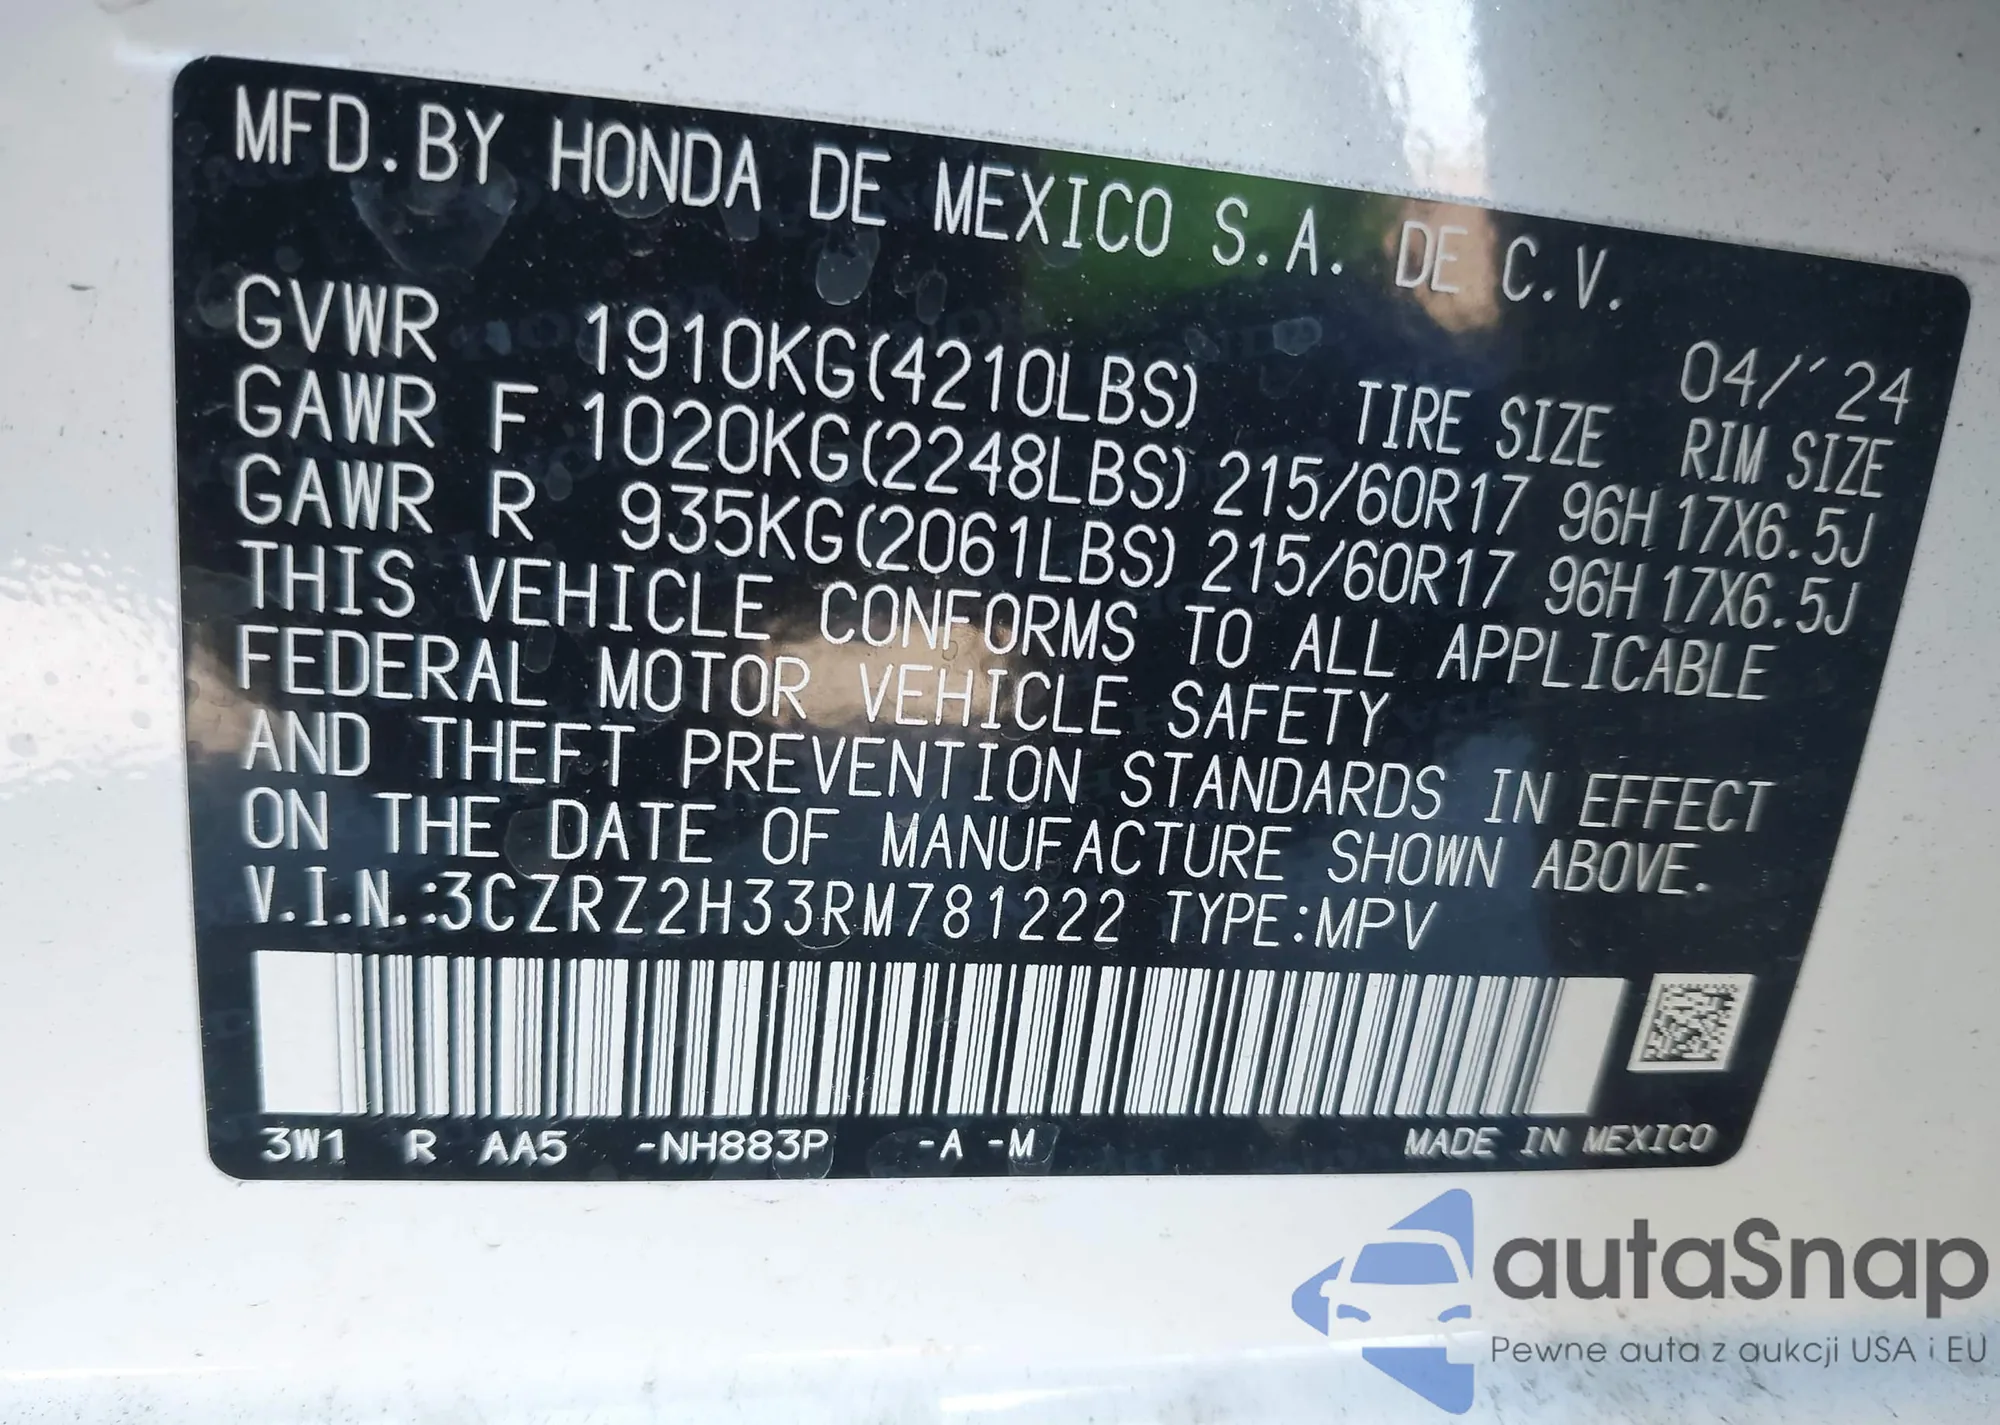 MFD.BY HONDA DE MEXICO S.A. DE C.V.
04/'24
GVWR 1910KG(4210LBS) TIRE SIZE RIM SIZE
GAWR F 1020KG(2248LBS) 215/60R17 96H 17X6.5J
GAWR R 935KG(2061LBS) 215/60R17 96H 17X6.5J
THIS VEHICLE CONFORMS TO ALL APPLICABLE
FEDERAL MOTOR VEHICLE SAFETY
AND THEFT PREVENTION STANDARDS IN EFFECT
ON THE DATE OF MANUFACTURE SHOWN ABOVE.
V.I.N.:3CZRZ2H33RM781222 TYPE:MPV
3W1 R AA5 -NH883P -A -M MADE IN MEXICO
autaSnap
Pewne auta z aukcji USA i EU